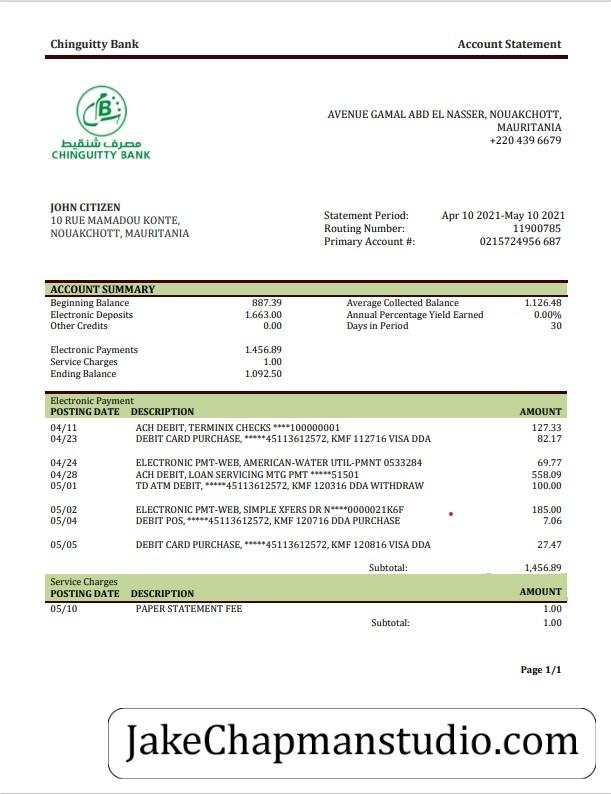 Chinguitty Bank Account Statement
مصرف شنقيط
CHINGUITTY BANK
AVENUE GAMAL ABD EL NASSER, NOUAKCHOTT,
MAURITANIA
+220 439 6679
JOHN CITIZEN
10 RUE MAMADOU KONTE,
NOUAKCHOTT, MAURITANIA
Statement Period: Apr 10 2021-May 10 2021
Routing Number: 11900785
Primary Account #: 0215724956 687
ACCOUNT SUMMARY
Beginning Balance 887.39 Average Collected Balance 1.126.48
Electronic Deposits 1.663.00 Annual Percentage Yield Earned 0.00%
Other Credits 0.00 Days in Period 30
Electronic Payments 1.456.89
Service Charges 1.00
Ending Balance 1.092.50
Electronic Payment
POSTING DATE DESCRIPTION AMOUNT
04/11 ACH DEBIT, TERMINIX CHECKS ****100000001 127.33
04/23 DEBIT CARD PURCHASE, *****45113612572, KMF 112716 VISA DDA 82.17
04/24 ELECTRONIC PMT-WEB, AMERICAN-WATER UTIL-PMNT 0533284 69.77
04/28 ACH DEBIT, LOAN SERVICING MTG PMT *****51501 558.09
05/01 TD ATM DEBIT, *****45113612572, KMF 120316 DDA WITHDRAW 100.00
05/02 ELECTRONIC PMT-WEB, SIMPLE XFERS DR N****0000021K6F 185.00
05/04 DEBIT POS, *****45113612572, KMF 120716 DDA PURCHASE 7.06
05/05 DEBIT CARD PURCHASE, *****45113612572, KMF 120816 VISA DDA 27.47
Subtotal: 1,456.89
Service Charges
POSTING DATE DESCRIPTION AMOUNT
05/10 PAPER STATEMENT FEE 1.00
Subtotal: 1.00
Page 1/1
JakeChapmanstudio.com